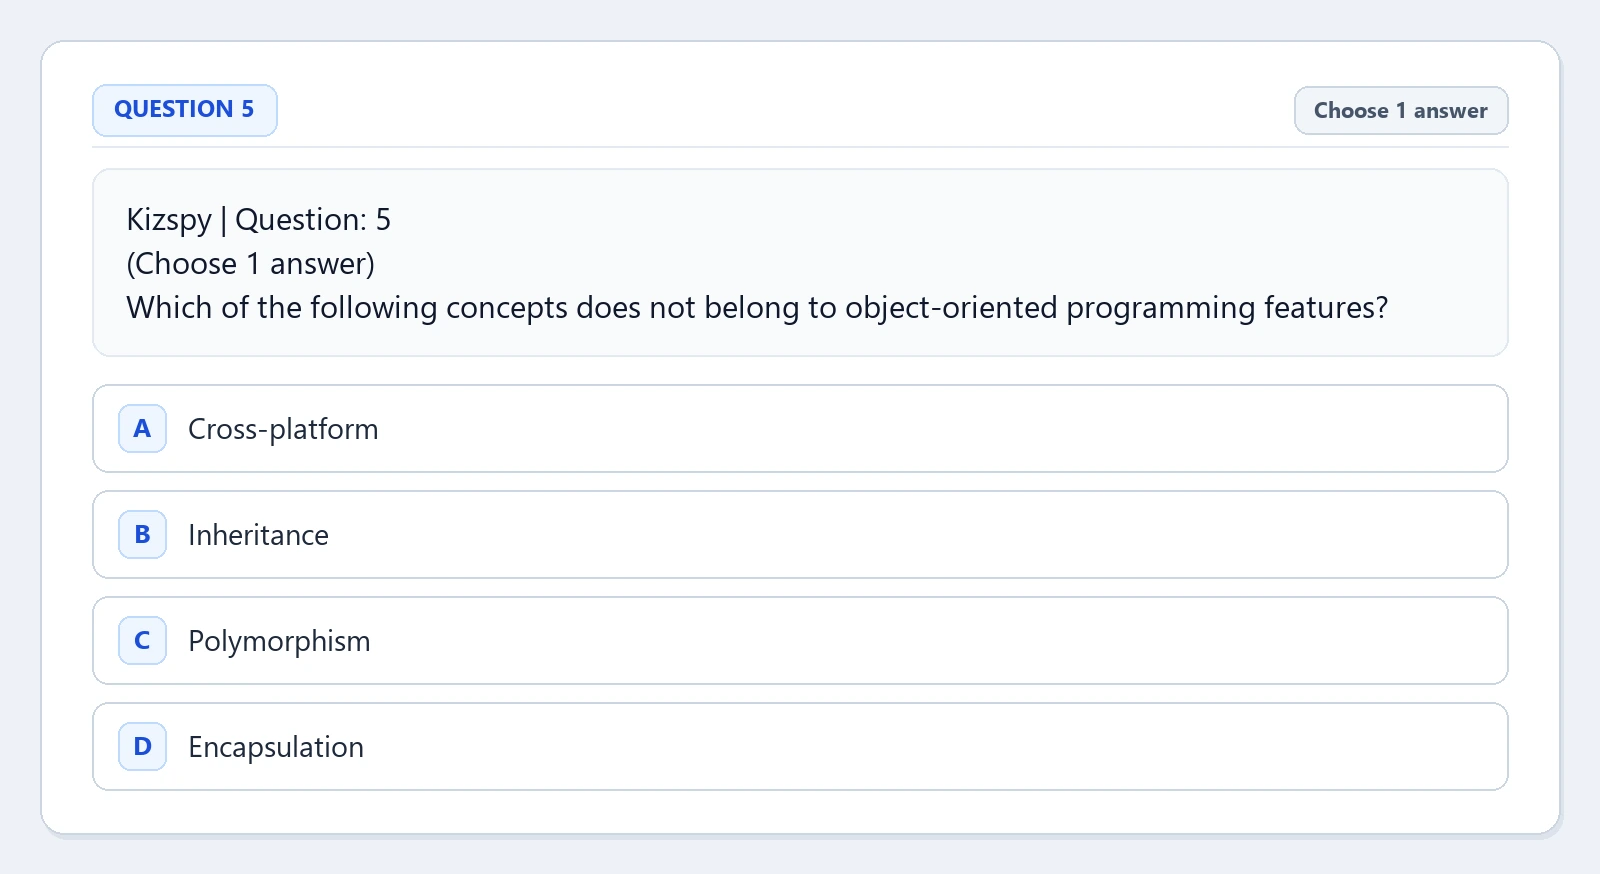 QUESTION 5
Choose 1 answer
Kizspy | Question: 5
(Choose 1 answer)
Which of the following concepts does not belong to object-oriented programming features?
A Cross-platform
B Inheritance
C Polymorphism
D Encapsulation